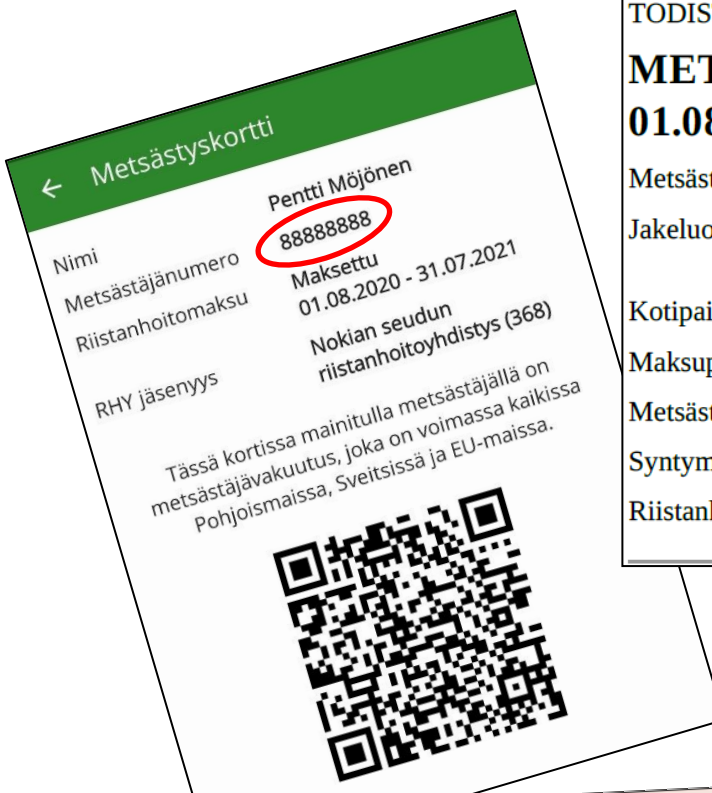 ← Metsästyskortti
Nimi Pentti Möjönen
Metsästäjänumero 88888888
Riistanhoitomaksu Maksettu
01.08.2020 - 31.07.2021
RHY jäsenyys Nokian seudun
riistanhoitoyhdistys (368)
Tässä kortissa mainitulla metsästäjällä on
metsästäjävakuutus, joka on voimassa kaikissa
Pohjoismaissa, Sveitsissä ja EU-maissa.
TODIS
MET
01.08
Metsäst
Jakeluo
Kotipai
Maksup
Metsäst
Syntym
Riistanl